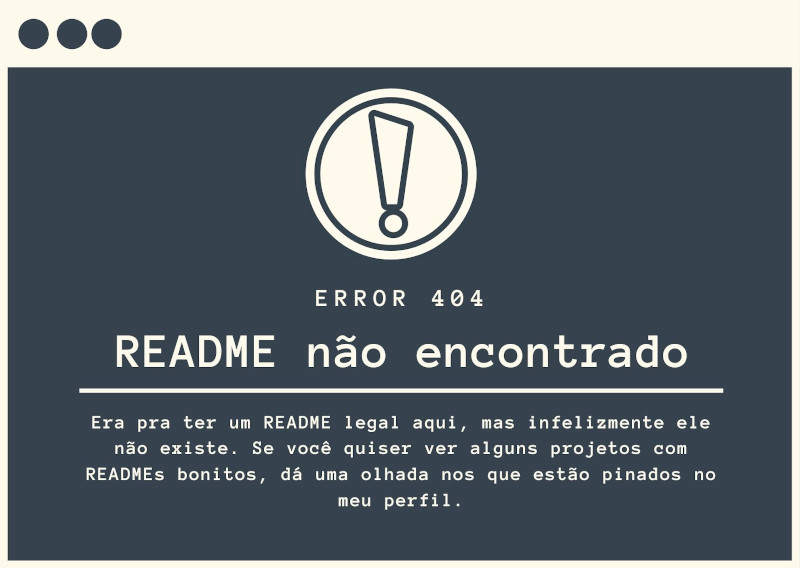 ERROR 404
README não encontrado
Era pra ter um README legal aqui, mas infelizmente ele
não existe. Se você quiser ver alguns projetos com
READMEs bonitos, dá uma olhada nos que estão pinados no
meu perfil.